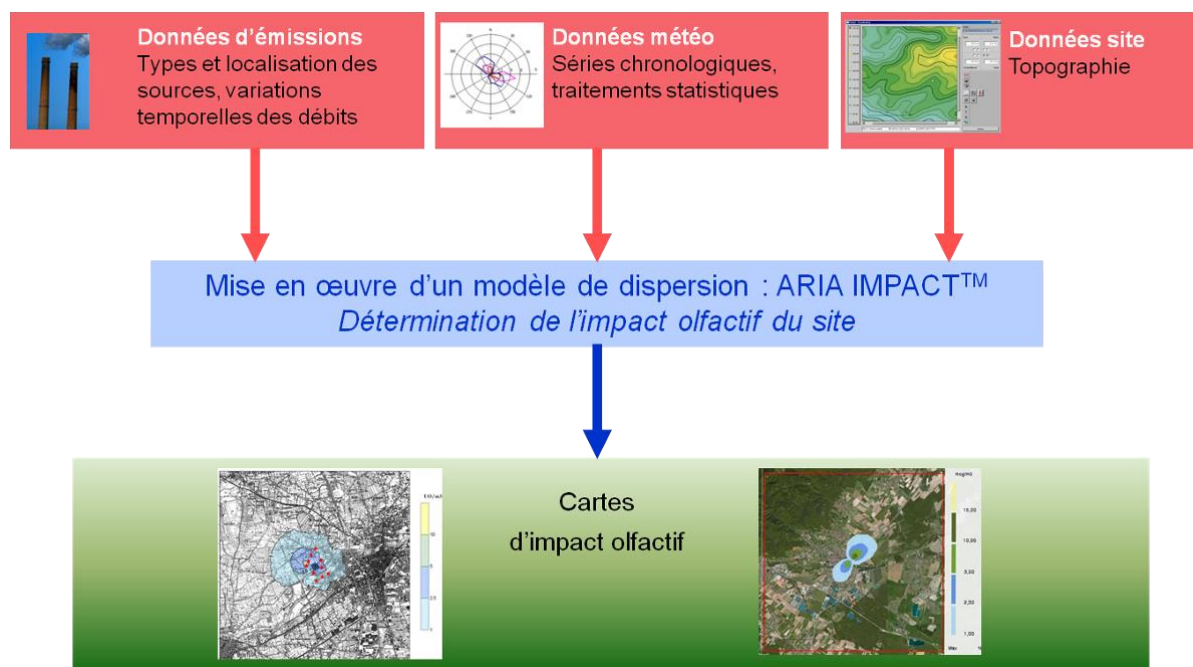 Données d'émissions
Types et localisation des
sources, variations
temporelles des débits
Données météo
Séries chronologiques,
traitements statistiques
Données site
Topographie
Mise en œuvre d'un modèle de dispersion : ARIA IMPACT™
Détermination de l'impact olfactif du site
Cartes
d'impact olfactif